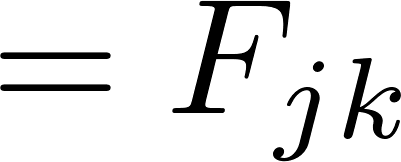 = F_{jk}